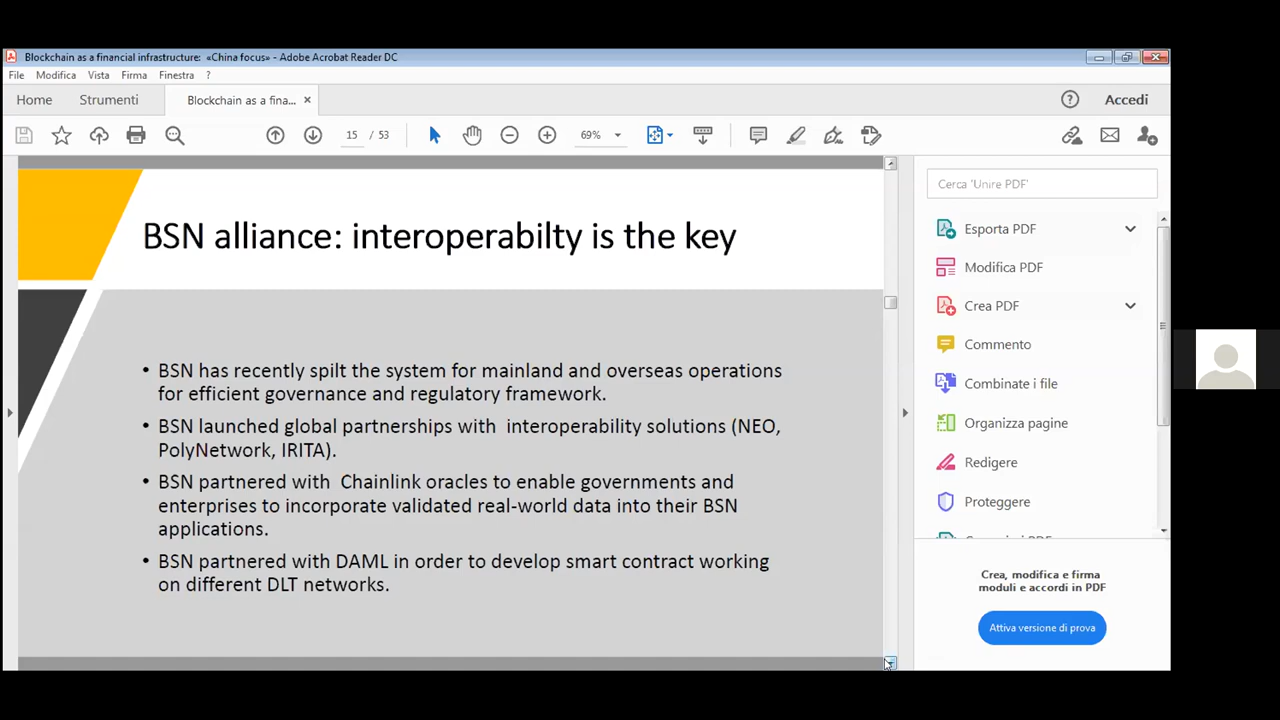 Blockchain as a financial infrastructure: «China focus» - Adobe Acrobat Reader DC
File Modifica Vista Firma Finestra ?
Home Strumenti Blockchain as a fina... × Accedi
15 / 53 69%
BSN alliance: interoperabilty is the key
• BSN has recently spilt the system for mainland and overseas operations
for efficient governance and regulatory framework.
• BSN launched global partnerships with interoperability solutions (NEO,
PolyNetwork, IRITA).
• BSN partnered with Chainlink oracles to enable governments and
enterprises to incorporate validated real-world data into their BSN
applications.
• BSN partnered with DAML in order to develop smart contract working
on different DLT networks.
Cerca 'Unire PDF'
Esporta PDF
Modifica PDF
Crea PDF
Commento
Combinate i file
Organizza pagine
Redigere
Proteggere
Crea, modifica e firma
moduli e accordi in PDF
Attiva versione di prova